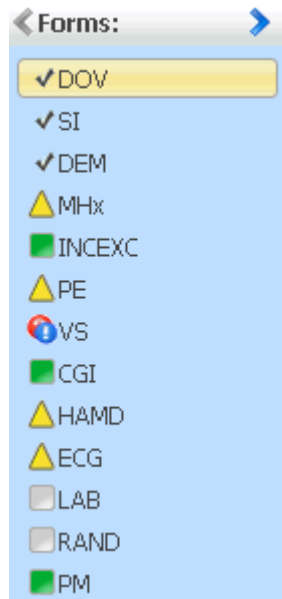 Forms:
DOV
SI
DEM
MHx
INCEXC
PE
VS
CGI
HAMD
ECG
LAB
RAND
PM